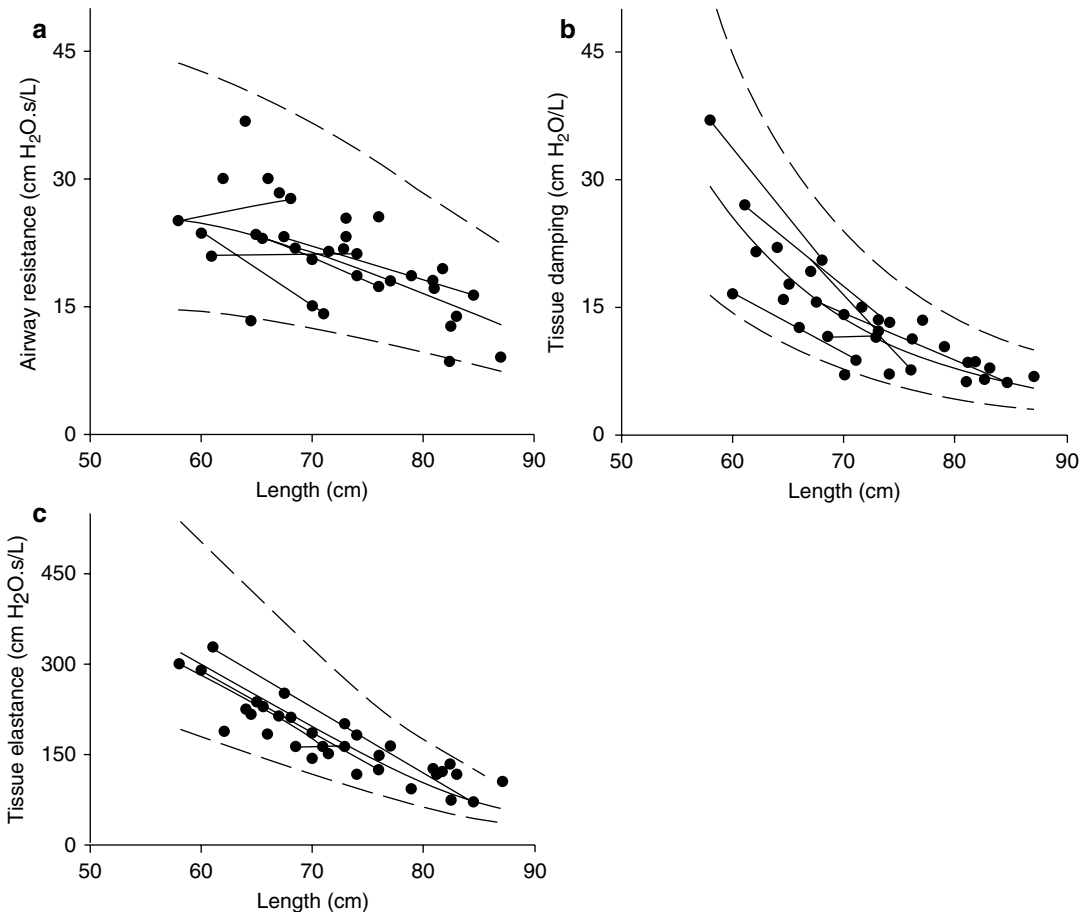 a
Airway resistance (cm H₂O.s/L)
45
30
15
0
50 60 70 80 90
Length (cm)
b
Tissue damping (cm H₂O/L)
45
30
15
0
50 60 70 80 90
Length (cm)
c
Tissue elastance (cm H₂O.s/L)
450
300
150
0
50 60 70 80 90
Length (cm)